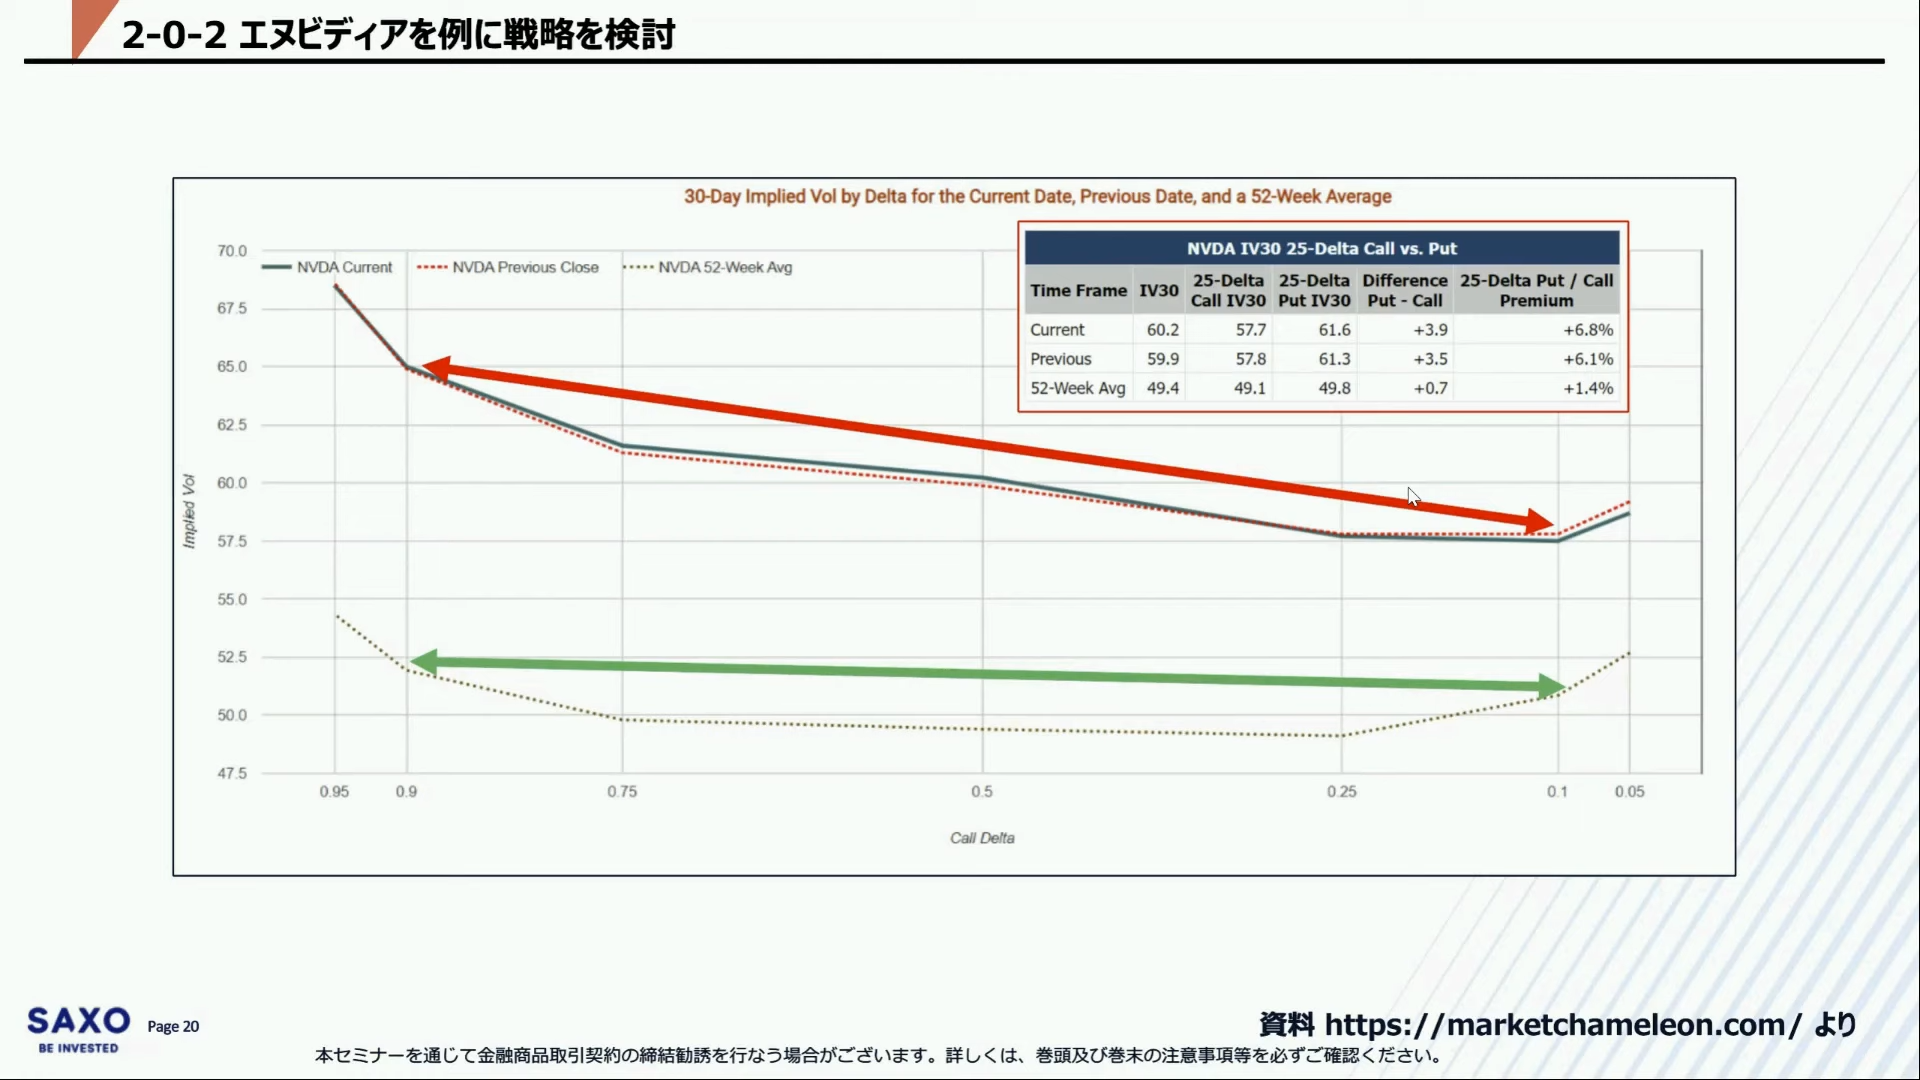 2-0-2 エヌビディアを例に戦略を検討
30-Day Implied Vol by Delta for the Current Date, Previous Date, and a 52-Week Average
NVDA Current NVDA Previous Close NVDA 52-Week Avg
NVDA IV30 25-Delta Call vs. Put
Time Frame IV30 25-Delta Call IV30 25-Delta Put IV30 Difference Put - Call 25-Delta Put / Call Premium
Current 60.2 57.7 61.6 +3.9 +6.8%
Previous 59.9 57.8 61.3 +3.5 +6.1%
52-Week Avg 49.4 49.1 49.8 +0.7 +1.4%
70.0
67.5
65.0
62.5
60.0
57.5
55.0
52.5
50.0
47.5
Implied Vol
0.95 0.9 0.75 0.5 0.25 0.1 0.05
Call Delta
SAXO
BE INVESTED
Page 20
資料 https://marketchameleon.com/ より
本セミナーを通じて金融商品取引契約の締結勧誘を行なう場合がございます。詳しくは、巻頭及び巻末の注意事項等を必ずご確認ください。